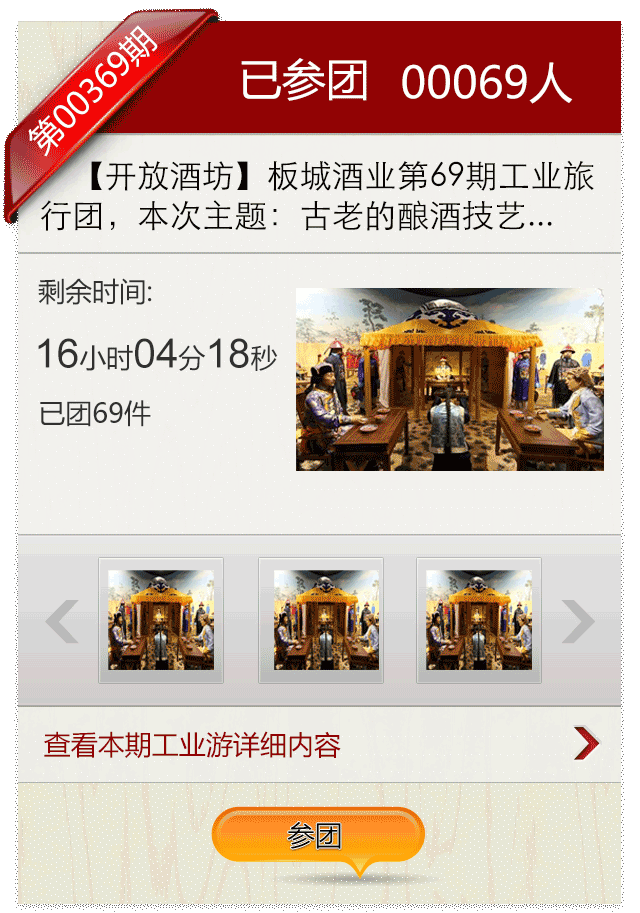 第00369期
已参团 00069人
【开放酒坊】板城酒业第69期工业旅
行团，本次主题：古老的酿酒技艺...
剩余时间:
16小时04分18秒
已团69件
查看本期工业游详细内容
参团